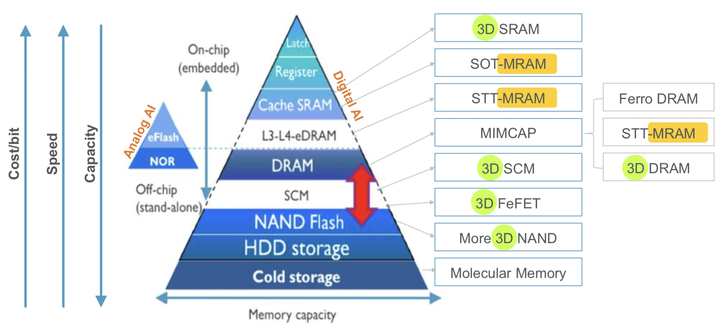 Cost/bit
Speed
Capacity
Analog AI
eFlash
NOR
On-chip
(embedded)
Off-chip
(stand-alone)
Digital AI
Latch
Register
Cache SRAM
L3-L4-eDRAM
DRAM
SCM
NAND Flash
HDD storage
Cold storage
Memory capacity
3D SRAM
SOT-MRAM
STT-MRAM
MIMCAP
3D SCM
3D FeFET
More 3D NAND
Molecular Memory
Ferro DRAM
STT-MRAM
3D DRAM